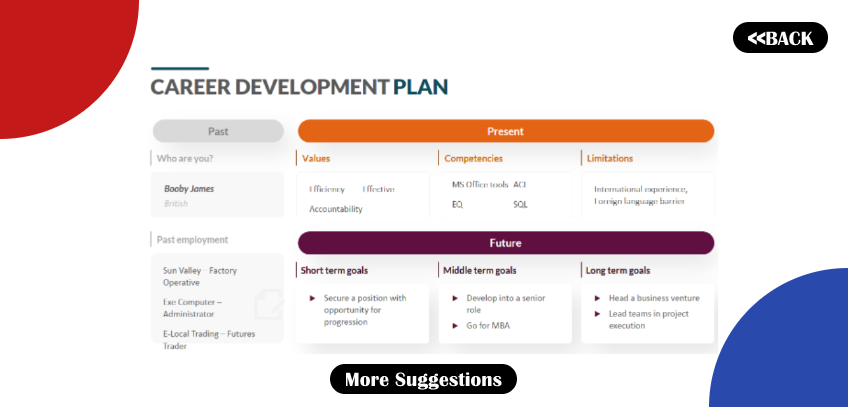 <<BACK
CAREER DEVELOPMENT PLAN
Past
Who are you?
Booby James
British
Past employment
Sun Valley – Factory
Operative
Exe Computer –
Administrator
E-Local Trading – Futures
Trader
Present
Values
Efficiency Effective
Accountability
Competencies
MS Office tools ACI
EQ SQL
Limitations
International experience,
Foreign language barrier
Future
Short term goals
Secure a position with
opportunity for
progression
Middle term goals
Develop into a senior
role
Go for MBA
Long term goals
Head a business venture
Lead teams in project
execution
More Suggestions